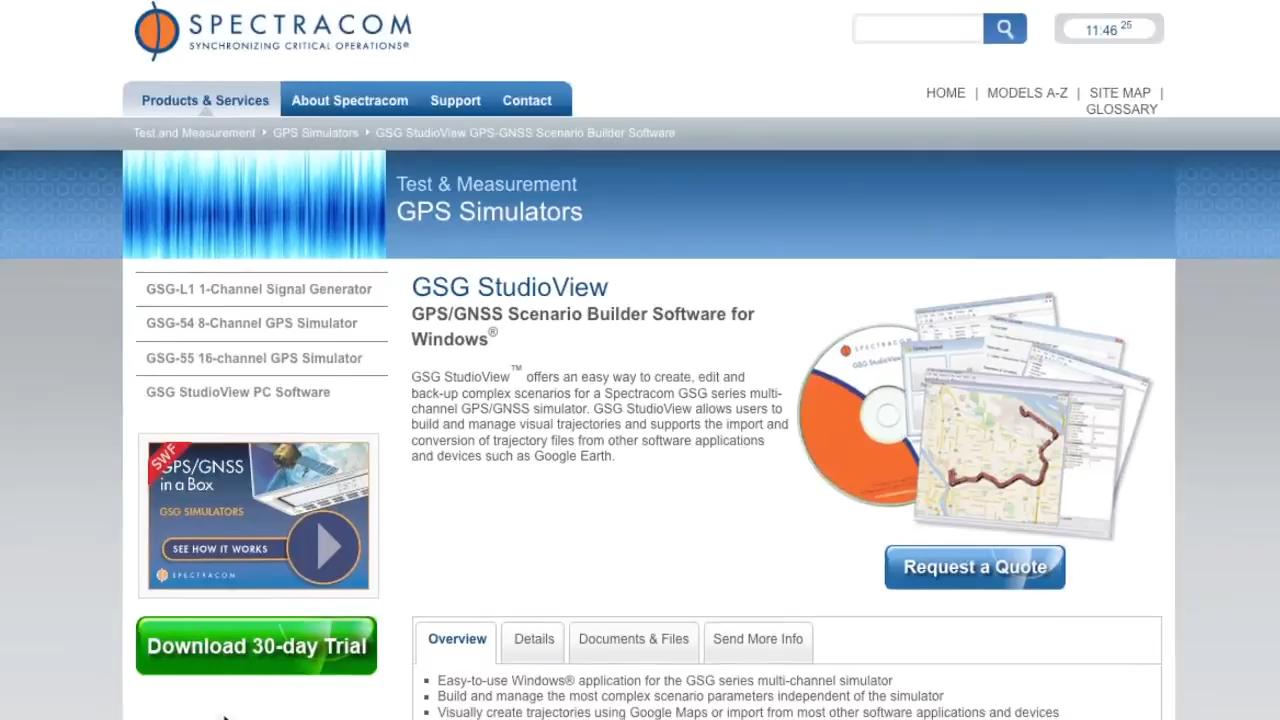 SPECTRACOM
SYNCHRONIZING CRITICAL OPERATIONS®
11:46 25
Products & Services
About Spectracom
Support
Contact
HOME | MODELS A-Z | SITE MAP |
GLOSSARY
Test and Measurement GPS Simulators GSG StudioView GPS-GNSS Scenario Builder Software
Test & Measurement
GPS Simulators
GSG-L1 1-Channel Signal Generator
GSG-54 8-Channel GPS Simulator
GSG-55 16-channel GPS Simulator
GSG StudioView PC Software
SWF
GPS/GNSS
in a Box
GSG SIMULATORS
SEE HOW IT WORKS
SPECTRACOM
Download 30-day Trial
GSG StudioView
GPS/GNSS Scenario Builder Software for
Windows®
GSG StudioView™ offers an easy way to create, edit and
back-up complex scenarios for a Spectracom GSG series multi-
channel GPS/GNSS simulator. GSG StudioView allows users to
build and manage visual trajectories and supports the import and
conversion of trajectory files from other software applications
and devices such as Google Earth.
Request a Quote
Overview
Details
Documents & Files
Send More Info
Easy-to-use Windows® application for the GSG series multi-channel simulator
Build and manage the most complex scenario parameters independent of the simulator
Visually create trajectories using Google Maps or import from most other software applications and devices